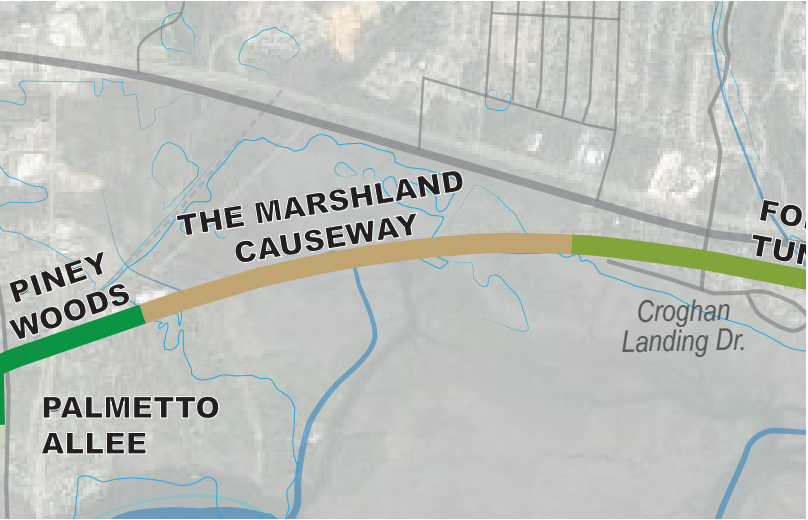 THE MARSHLAND
CAUSEWAY
PINEY
WOODS
Croghan
Landing Dr.
PALMETTO
ALLEE